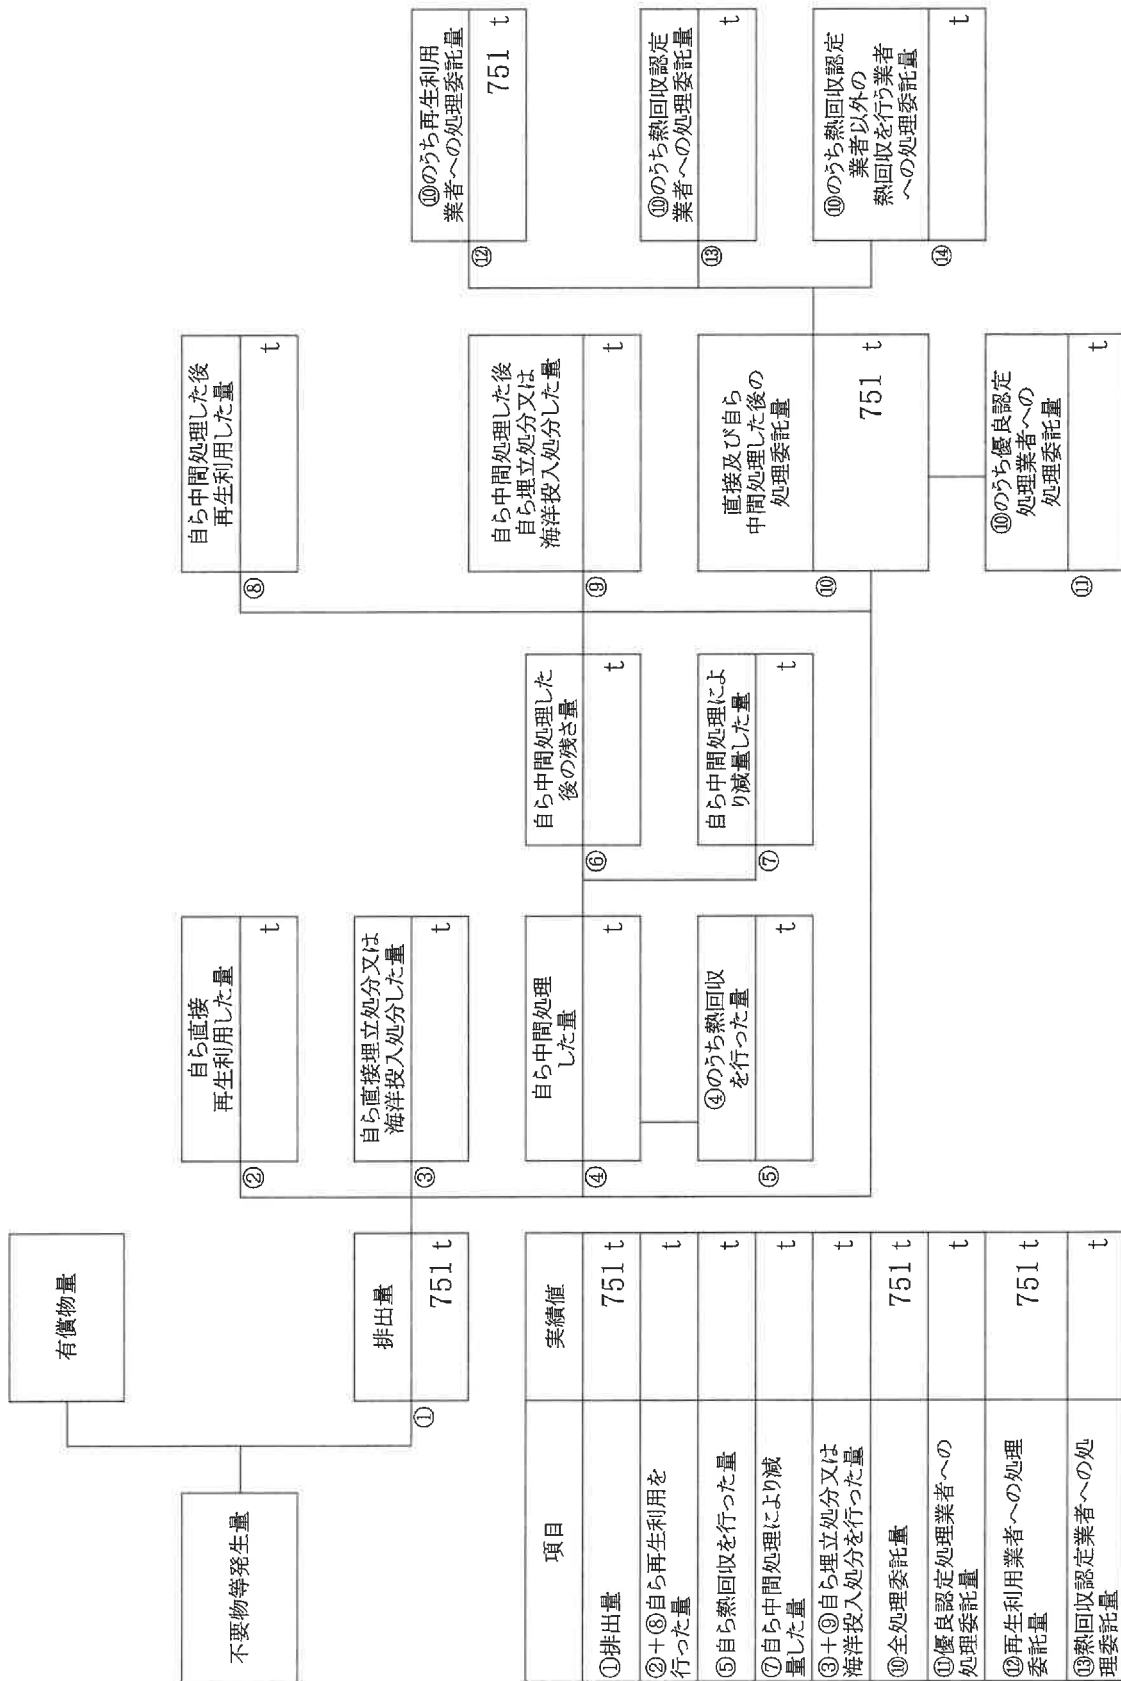 不要物等発生量
有償物量
①
排出量
751 t
②
自ら直接
再生利用した量
t
③
自ら直接埋立処分又は
海洋投入処分した量
t
④
自ら中間処理
した量
t
⑤
④のうち熱回収
を行った量
t
⑥
自ら中間処理した
後の残さ量
t
⑦
自ら中間処理によ
り減量した量
t
⑧
自ら中間処理した後
再生利用した量
t
⑨
自ら中間処理した後
自ら埋立処分又は
海洋投入処分した量
t
⑩
直接及び自ら
中間処理した後の
処理委託量
751 t
⑪
⑩のうち優良認定
処理業者への
処理委託量
t
⑫
⑩のうち再生利用
業者への処理委託量
751 t
⑬
⑩のうち熱回収認定
業者への処理委託量
t
⑭
⑩のうち熱回収認定
業者以外の
熱回収を行う業者
への処理委託量
t
項目 実績値
①排出量 751 t
②+⑧自ら再生利用を
行った量 t
⑤自ら熱回収を行った量 t
⑦自ら中間処理により減
量した量 t
③+⑨自ら埋立処分又は
海洋投入処分を行った量 t
⑩全処理委託量 751 t
⑪優良認定処理業者への
処理委託量 t
⑫再生利用業者への処理
委託量 751 t
⑬熱回収認定業者への処
理委託量 t